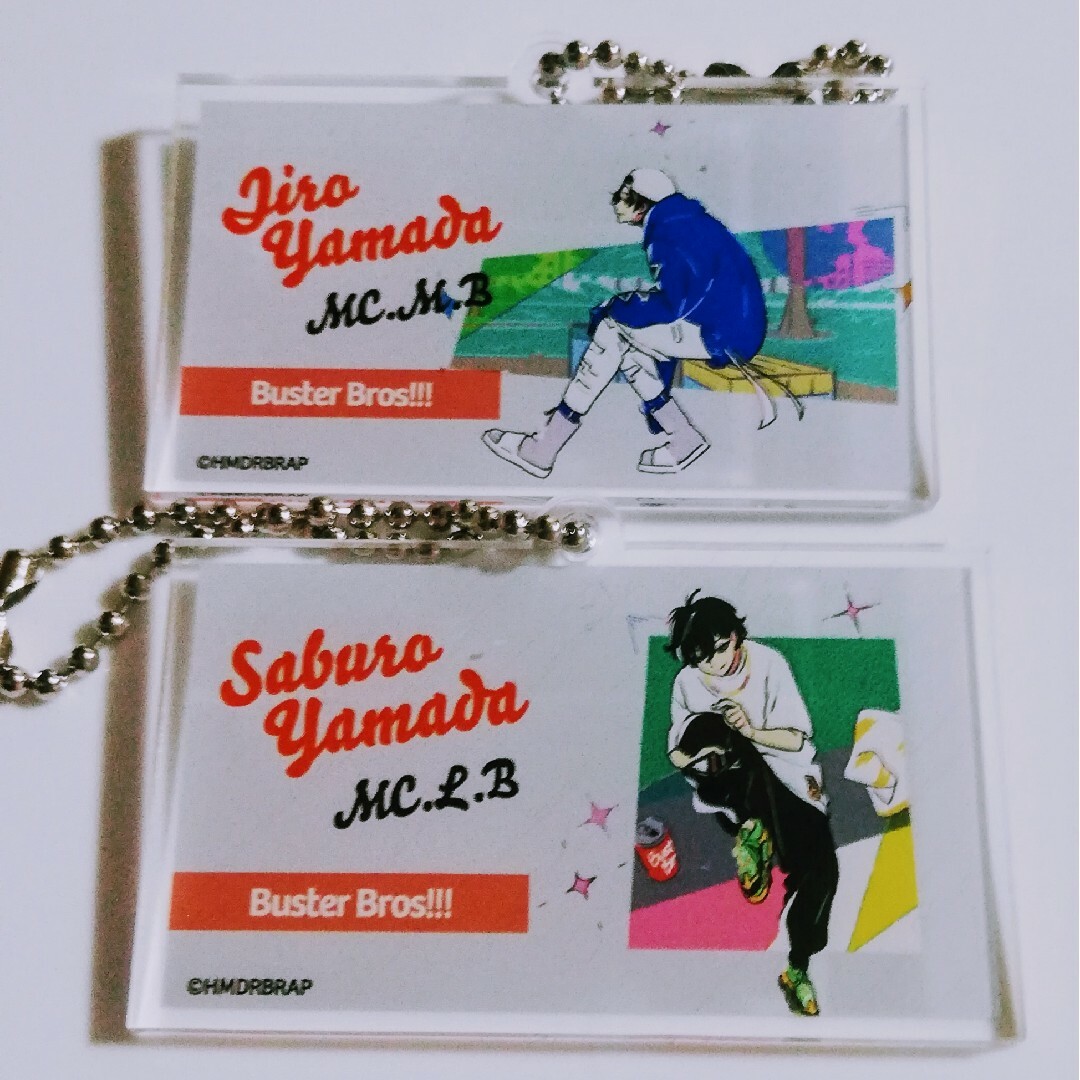 Jiro
Yamada
MC.M.B
Buster Bros!!!
©HMDRBRAP
Saburo
Yamada
MC.L.B
Buster Bros!!!
©HMDRBRAP